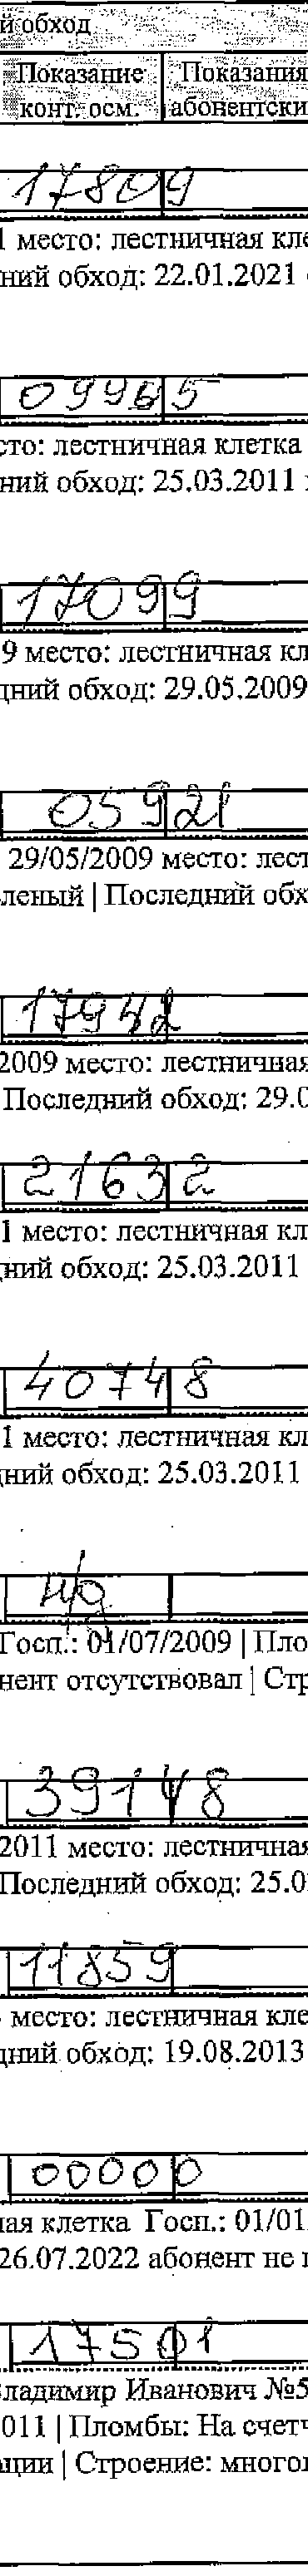 й обход
Показание Показания
конт. осм. абонентски
17809
1 место: лестничная кле
ний обход: 22.01.2021
09965
сто: лестничная клетка
ний обход: 25.03.2011
17099
9 место: лестничная кл
дний обход: 29.05.2009
05921
29/05/2009 место: лест
леный | Последний обх
17942
2009 место: лестничная
Последний обход: 29.0
21632
1 место: лестничная кл
дний обход: 25.03.2011
40748
1 место: лестничная кл
дний обход: 25.03.2011
н/д
Госп.: 01/07/2009 | Пло
нент отсутствовал | Стр
39148
2011 место: лестничная
Последний обход: 25.0
11859
место: лестничная кле
дний обход: 19.08.2013
00000
ная клетка Госп.: 01/01
26.07.2022 абонент не
17501
Владимир Иванович №5
011 | Пломбы: На счетч
ции | Строение: много